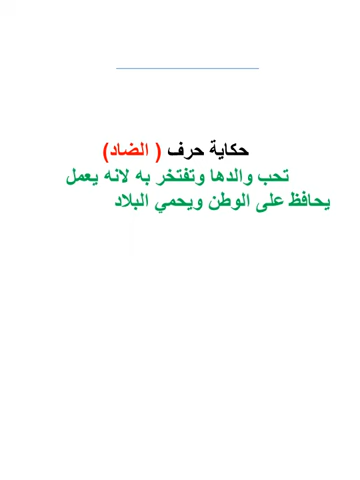 حكاية حرف ( الضاد)
تحب والدها وتفتخر به لانه يعمل
يحافظ على الوطن ويحمي البلاد